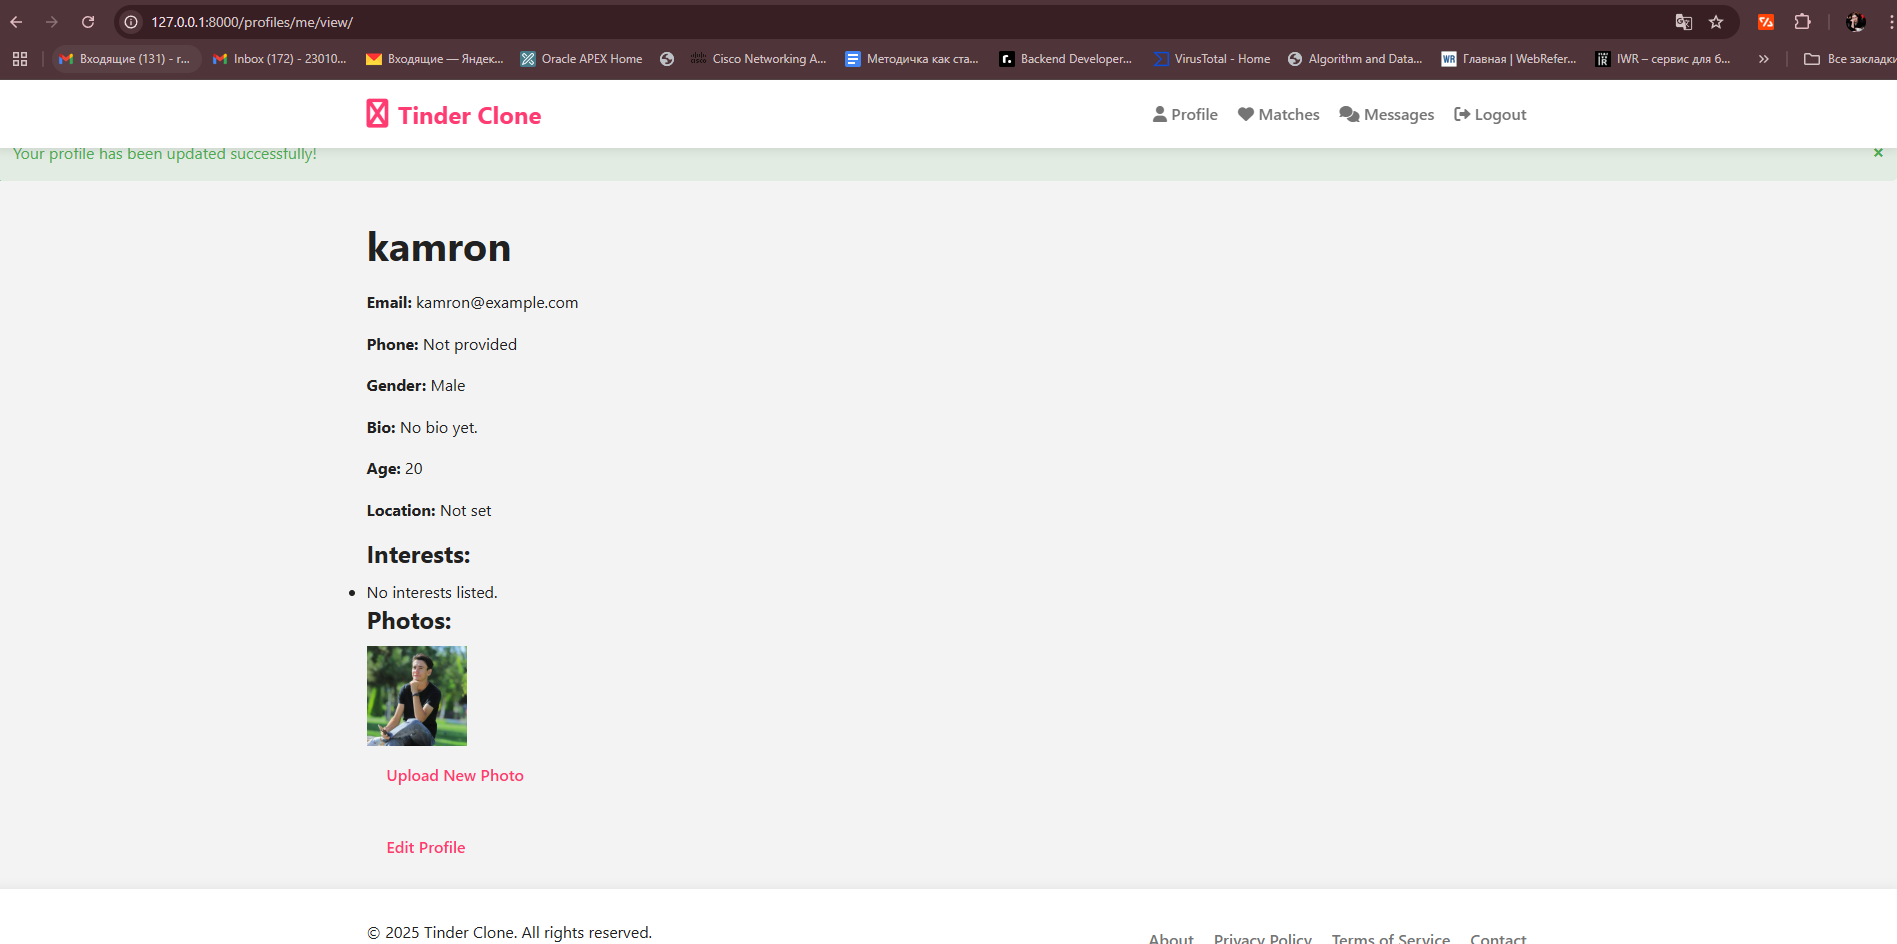 127.0.0.1:8000/profiles/me/view/
Входящие (131) - r... Inbox (172) - 23010... Входящие — Яндек... Oracle APEX Home Cisco Networking A... Методичка как ста... Backend Developer... VirusTotal - Home Algorithm and Data... Главная | WebRefer... IWR – сервис для б... » Все закладки
Tinder Clone Profile Matches Messages Logout
Your profile has been updated successfully! ×
kamron
Email: kamron@example.com
Phone: Not provided
Gender: Male
Bio: No bio yet.
Age: 20
Location: Not set
Interests:
• No interests listed.
Photos:
Upload New Photo
Edit Profile
© 2025 Tinder Clone. All rights reserved.
About Privacy Policy Terms of Service Contact